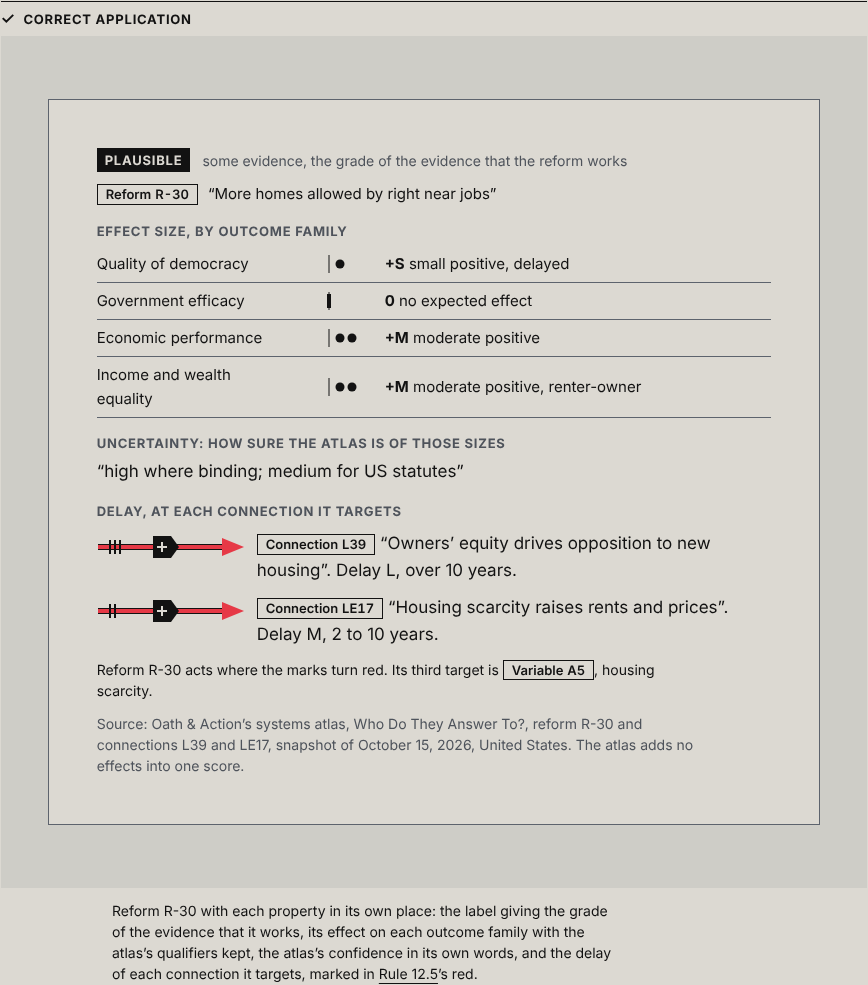 ✓ CORRECT APPLICATION
PLAUSIBLE some evidence, the grade of the evidence that the reform works
Reform R-30 “More homes allowed by right near jobs”
EFFECT SIZE, BY OUTCOME FAMILY
Quality of democracy +S small positive, delayed
Government efficacy 0 no expected effect
Economic performance +M moderate positive
Income and wealth
equality +M moderate positive, renter-owner
UNCERTAINTY: HOW SURE THE ATLAS IS OF THOSE SIZES
“high where binding; medium for US statutes”
DELAY, AT EACH CONNECTION IT TARGETS
+ Connection L39 “Owners’ equity drives opposition to new
housing”. Delay L, over 10 years.
+ Connection LE17 “Housing scarcity raises rents and prices”.
Delay M, 2 to 10 years.
Reform R-30 acts where the marks turn red. Its third target is Variable A5, housing
scarcity.
Source: Oath & Action’s systems atlas, Who Do They Answer To?, reform R-30 and
connections L39 and LE17, snapshot of October 15, 2026, United States. The atlas adds no
effects into one score.
Reform R-30 with each property in its own place: the label giving the grade
of the evidence that it works, its effect on each outcome family with the
atlas’s qualifiers kept, the atlas’s confidence in its own words, and the delay
of each connection it targets, marked in Rule 12.5’s red.